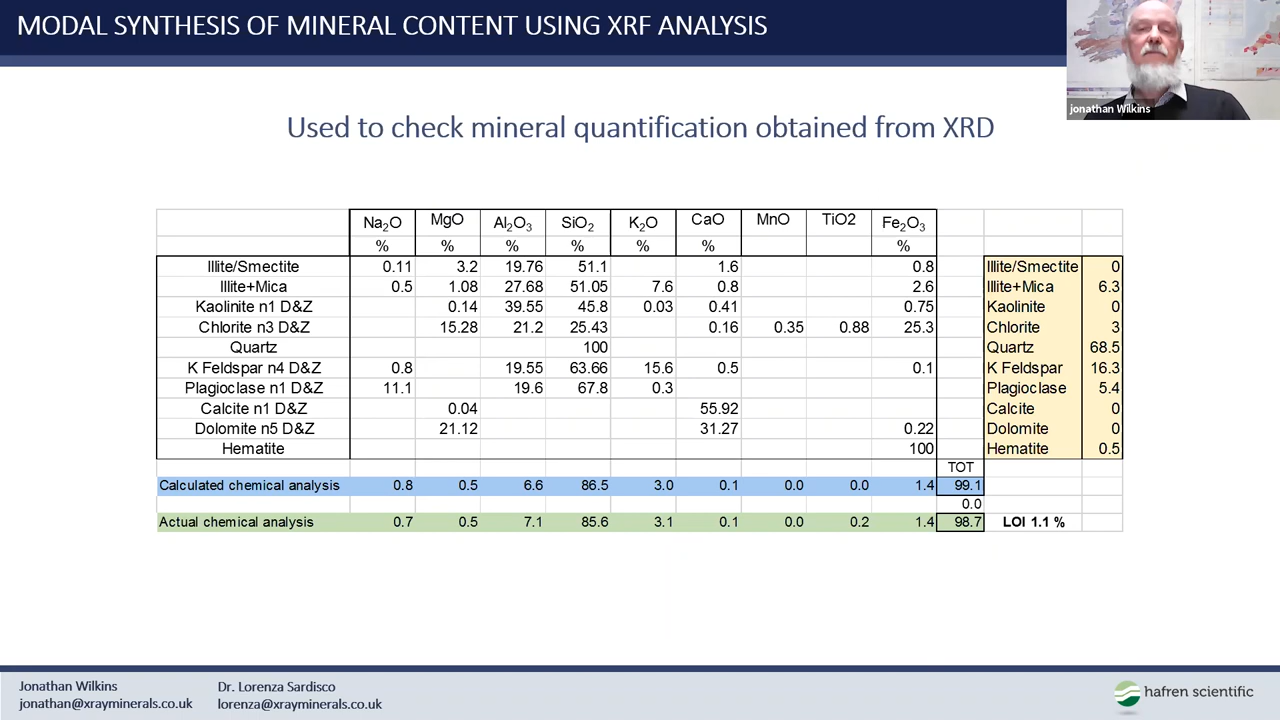 MODAL SYNTHESIS OF MINERAL CONTENT USING XRF ANALYSIS
jonathan Wilkins
Used to check mineral quantification obtained from XRD
Na₂O MgO Al₂O₃ SiO₂ K₂O CaO MnO TiO2 Fe₂O₃
% % % % % % %
Illite/Smectite 0.11 3.2 19.76 51.1 1.6 0.8 Illite/Smectite 0
Illite+Mica 0.5 1.08 27.68 51.05 7.6 0.8 2.6 Illite+Mica 6.3
Kaolinite n1 D&Z 0.14 39.55 45.8 0.03 0.41 0.75 Kaolinite 0
Chlorite n3 D&Z 15.28 21.2 25.43 0.16 0.35 0.88 25.3 Chlorite 3
Quartz 100 Quartz 68.5
K Feldspar n4 D&Z 0.8 19.55 63.66 15.6 0.5 0.1 K Feldspar 16.3
Plagioclase n1 D&Z 11.1 19.6 67.8 0.3 Plagioclase 5.4
Calcite n1 D&Z 0.04 55.92 Calcite 0
Dolomite n5 D&Z 21.12 31.27 0.22 Dolomite 0
Hematite 100 Hematite 0.5
TOT
Calculated chemical analysis 0.8 0.5 6.6 86.5 3.0 0.1 0.0 0.0 1.4 99.1
0.0
Actual chemical analysis 0.7 0.5 7.1 85.6 3.1 0.1 0.0 0.2 1.4 98.7 LOI 1.1 %
Jonathan Wilkins
jonathan@xrayminerals.co.uk
Dr. Lorenza Sardisco
lorenza@xrayminerals.co.uk
hafren scientific